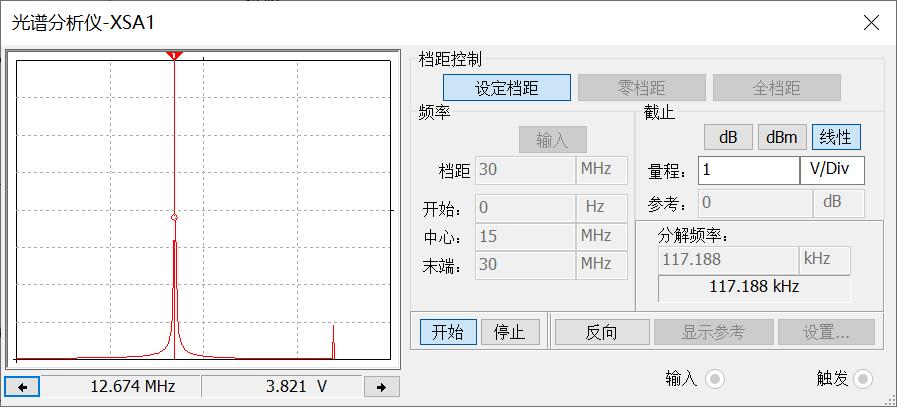 光谱分析仪-XSA1
1
档距控制
设定档距 零档距 全档距
频率
输入
档距 30 MHz
开始： 0 Hz
中心： 15 MHz
末端： 30 MHz
截止
dB dBm 线性
量程： 1 V/Div
参考： 0 dB
分解频率：
117.188 kHz
117.188 kHz
开始 停止 反向 显示参考 设置...
12.674 MHz 3.821 V
输入 触发